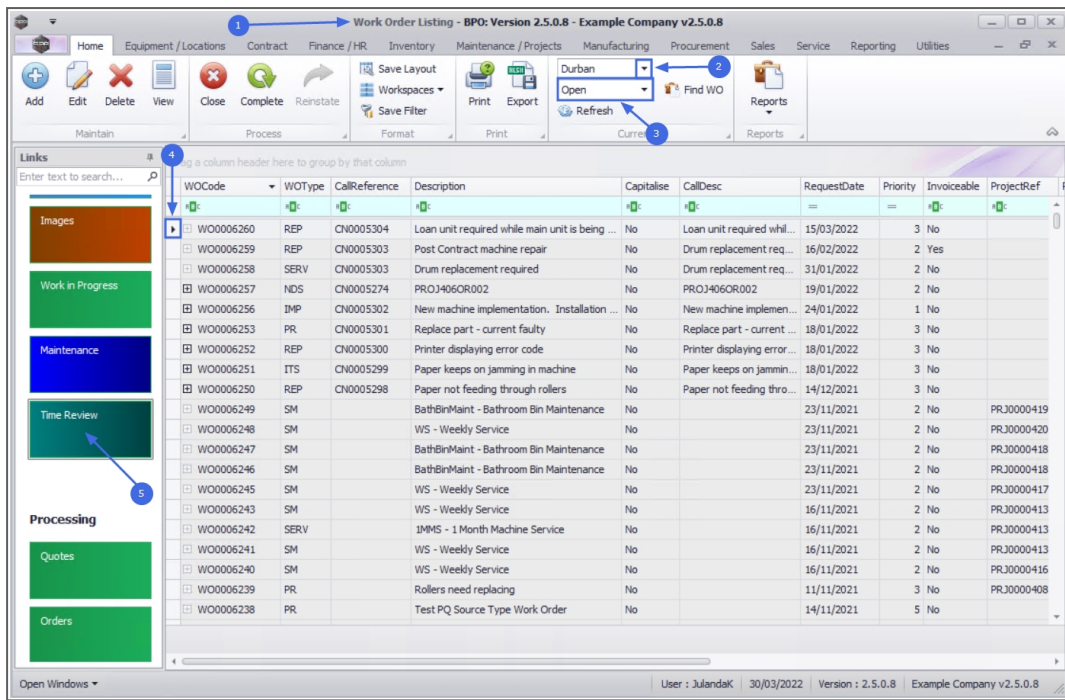 1
Work Order Listing - BPO: Version 2.5.0.8 - Example Company v2.5.0.8
Home Equipment / Locations Contract Finance / HR Inventory Maintenance / Projects Manufacturing Procurement Sales Service Reporting Utilities
Add Edit Delete View Close Complete Reinstate
Save Layout
Workspaces
Save Filter
Print Export
XLSX
Durban
2
Open
Find WO
Refresh
Reports
Maintain Process Format Print Curre 3 Reports
Links
4
ag a column header here to group by that column
Enter text to search...
WOCode WOType CallReference Description Capitalise CallDesc RequestDate Priority Invoiceable ProjectRef
= =
WO0006260 REP CN0005304 Loan unit required while main unit is being ... No Loan unit required whil... 15/03/2022 3 No
WO0006259 REP CN0005303 Post Contract machine repair No Drum replacement req... 16/02/2022 2 Yes
WO0006258 SERV CN0005303 Drum replacement required No Drum replacement req... 31/01/2022 2 No
WO0006257 NDS CN0005274 PROJ406OR002 No PROJ406OR002 19/01/2022 2 No
WO0006256 IMP CN0005302 New machine implementation. Installation ... No New machine implemen... 24/01/2022 1 No
WO0006253 PR CN0005301 Replace part - current faulty No Replace part - current ... 18/01/2022 3 No
WO0006252 REP CN0005300 Printer displaying error code No Printer displaying error... 18/01/2022 3 No
WO0006251 ITS CN0005299 Paper keeps on jamming in machine No Paper keeps on jammin... 18/01/2022 3 No
WO0006250 REP CN0005298 Paper not feeding through rollers No Paper not feeding thro... 14/12/2021 3 No
WO0006249 SM BathBinMaint - Bathroom Bin Maintenance No 23/11/2021 2 No PRJ0000419
WO0006248 SM WS - Weekly Service No 23/11/2021 2 No PRJ0000420
WO0006247 SM BathBinMaint - Bathroom Bin Maintenance No 23/11/2021 2 No PRJ0000418
WO0006246 SM BathBinMaint - Bathroom Bin Maintenance No 23/11/2021 2 No PRJ0000418
WO0006245 SM WS - Weekly Service No 23/11/2021 2 No PRJ0000417
WO0006243 SM WS - Weekly Service No 16/11/2021 2 No PRJ0000413
WO0006242 SERV 1MMS - 1 Month Machine Service No 16/11/2021 2 No PRJ0000413
WO0006241 SM WS - Weekly Service No 16/11/2021 2 No PRJ0000413
WO0006240 SM WS - Weekly Service No 16/11/2021 2 No PRJ0000416
WO0006239 PR Rollers need replacing No 11/11/2021 3 No PRJ0000408
WO0006238 PR Test PQ Source Type Work Order No 14/11/2021 5 No
Images
Work in Progress
Maintenance
Time Review
5
Processing
Quotes
Orders
Open Windows
User : JulandaK 30/03/2022 Version : 2.5.0.8 Example Company v2.5.0.8